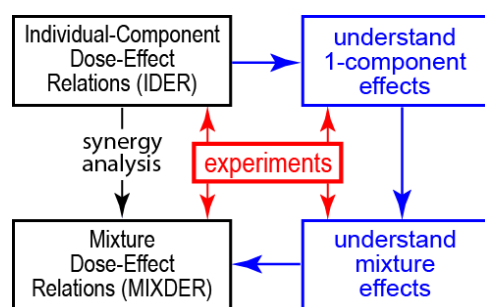 Individual-Component
Dose-Effect
Relations (IDER)
understand
1-component
effects
synergy
analysis
experiments
Mixture
Dose-Effect
Relations (MIXDER)
understand
mixture
effects